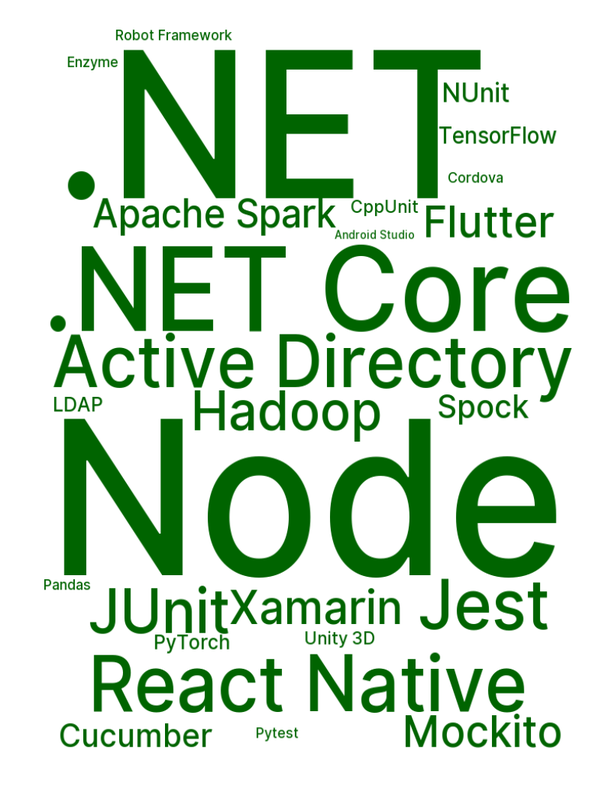 Robot Framework
Enzyme
.NET
NUnit
TensorFlow
Cordova
Apache Spark
CppUnit
Flutter
Android Studio
.NET Core
Active Directory
LDAP
Hadoop
Spock
Node
Pandas
JUnit
Xamarin
Jest
PyTorch
Unity 3D
React Native
Cucumber
Pytest
Mockito